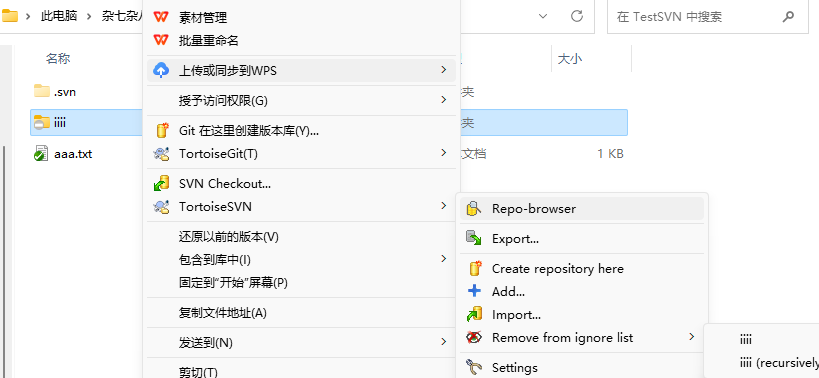 此电脑 杂七杂八
在 TestSVN 中搜索
名称
大小
.svn
夹
iiii
夹
aaa.txt
文档
1 KB
素材管理
批量重命名
上传或同步到WPS
授予访问权限(G)
Git 在这里创建版本库(Y)...
TortoiseGit(T)
SVN Checkout...
TortoiseSVN
还原以前的版本(V)
包含到库中(I)
固定到"开始"屏幕(P)
复制文件地址(A)
发送到(N)
剪切(T)
Repo-browser
Export...
Create repository here
Add...
Import...
Remove from ignore list
Settings
iiii
iiii (recursively